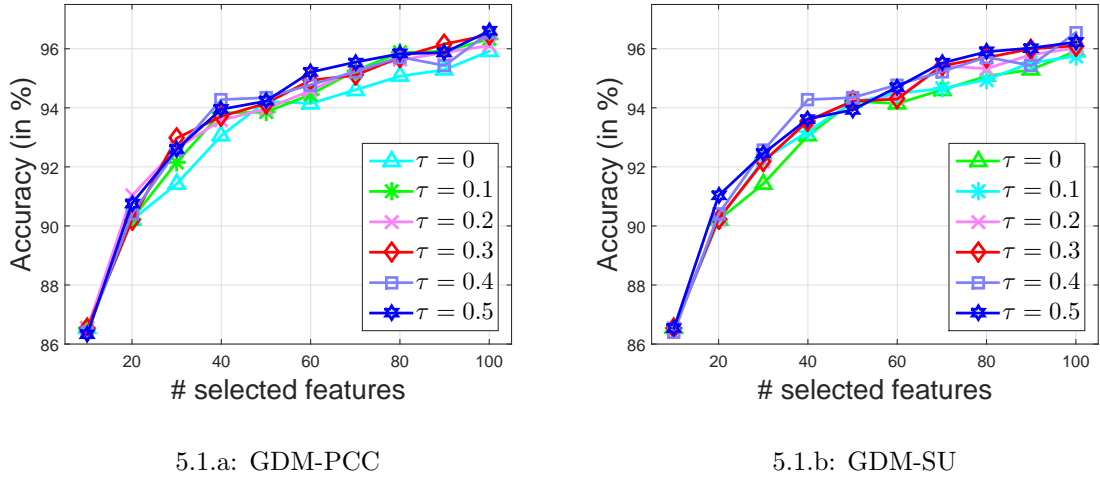 Accuracy (in %)
96
94
92
90
88
86
20
40
60
80
100
# selected features
τ = 0
τ = 0.1
τ = 0.2
τ = 0.3
τ = 0.4
τ = 0.5
5.1.a: GDM-PCC
Accuracy (in %)
96
94
92
90
88
86
20
40
60
80
100
# selected features
τ = 0
τ = 0.1
τ = 0.2
τ = 0.3
τ = 0.4
τ = 0.5
5.1.b: GDM-SU